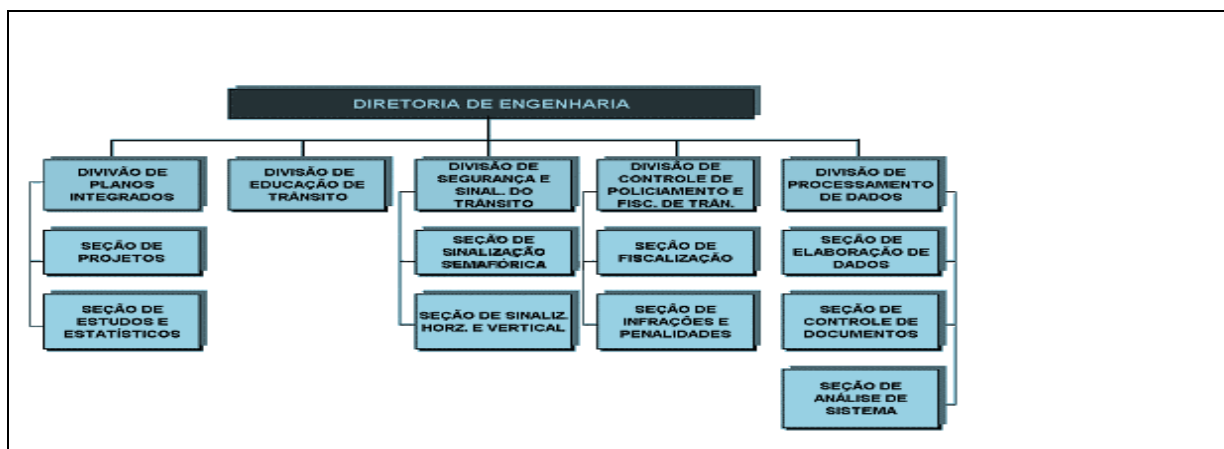 DIRETORIA DE ENGENHARIA
DIVIVÃO DE
PLANOS
INTEGRADOS
DIVISÃO DE
EDUCAÇÃO DE
TRÂNSITO
DIVISÃO DE
SEGURANÇA E
SINAL. DO
TRÂNSITO
DIVISÃO DE
CONTROLE DE
POLICIAMENTO E
FISC. DE TRÂN.
DIVISÃO DE
PROCESSAMENTO
DE DADOS
SEÇÃO DE
PROJETOS
SEÇÃO DE
SINALIZAÇÃO
SEMAFÓRICA
SEÇÃO DE
FISCALIZAÇÃO
SEÇÃO DE
ELABORAÇÃO DE
DADOS
SEÇÃO DE
ESTUDOS E
ESTATÍSTICOS
SEÇÃO DE SINALIZ.
HORZ. E VERTICAL
SEÇÃO DE
INFRAÇÕES E
PENALIDADES
SEÇÃO DE
CONTROLE DE
DOCUMENTOS
SEÇÃO DE
ANÁLISE DE
SISTEMA